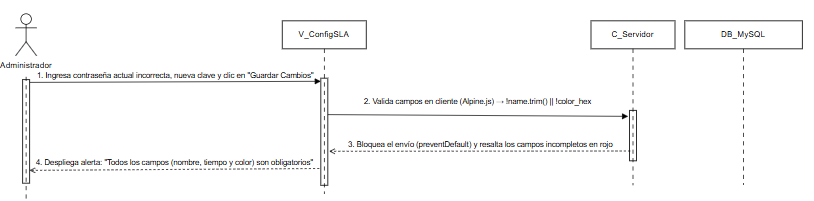 V_ConfigSLA
C_Servidor
DB_MySQL
Administrador
1. Ingresa contraseña actual incorrecta, nueva clave y clic en "Guardar Cambios"
2. Valida campos en cliente (Alpine.js) → !name.trim() || !color_hex
3. Bloquea el envío (preventDefault) y resalta los campos incompletos en rojo
4. Despliega alerta: "Todos los campos (nombre, tiempo y color) son obligatorios"